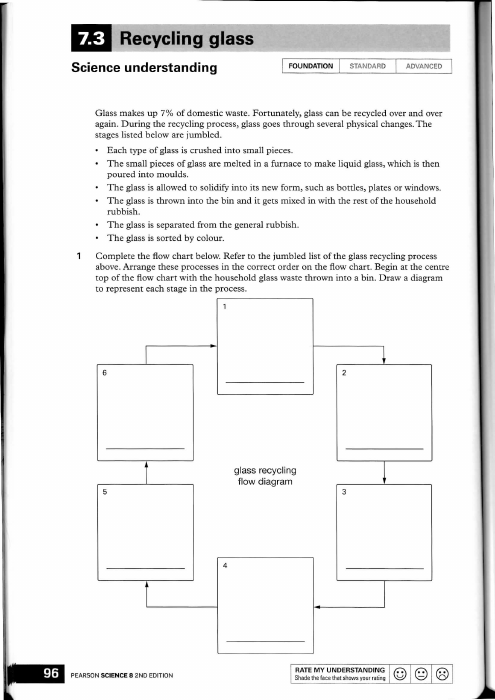 7.3 Recycling glass
Science understanding
FOUNDATION STANDARD ADVANCED
Glass makes up 7% of domestic waste. Fortunately, glass can be recycled over and over
again. During the recycling process, glass goes through several physical changes. The
stages listed below are jumbled.
• Each type of glass is crushed into small pieces.
• The small pieces of glass are melted in a furnace to make liquid glass, which is then
poured into moulds.
• The glass is allowed to solidify into its new form, such as bottles, plates or windows.
• The glass is thrown into the bin and it gets mixed in with the rest of the household
rubbish.
• The glass is separated from the general rubbish.
• The glass is sorted by colour.
1 Complete the flow chart below. Refer to the jumbled list of the glass recycling process
above. Arrange these processes in the correct order on the flow chart. Begin at the centre
top of the flow chart with the household glass waste thrown into a bin. Draw a diagram
to represent each stage in the process.
1
6
2
glass recycling
flow diagram
5
3
4
96 PEARSON SCIENCE 8 2ND EDITION
RATE MY UNDERSTANDING
Shade the face that shows your rating